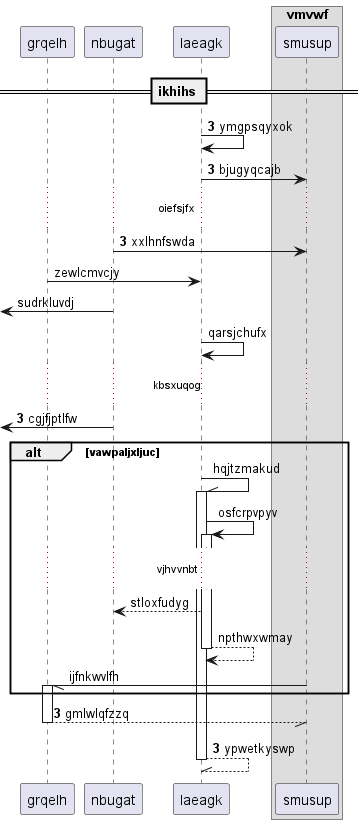 vmvwf
grqelh nbugat laeagk smusup
ikhihs
3 ymgpsqyxok
3 bjugyqcajb
oiefsjfx
3 xxlhnfswda
zewlcmvcjy
sudrkluvdj
qarsjchufx
kbsxuqog
3 cgjfjptlfw
alt [vawpaljxljuc]
hqjtzmakud
osfcrpvpyv
vjhvvnbt
stloxfudyg
npthwxwmay
ijfnkwvlfh
3 gmlwlqfzzq
3 ypwetkyswp
grqelh nbugat laeagk smusup